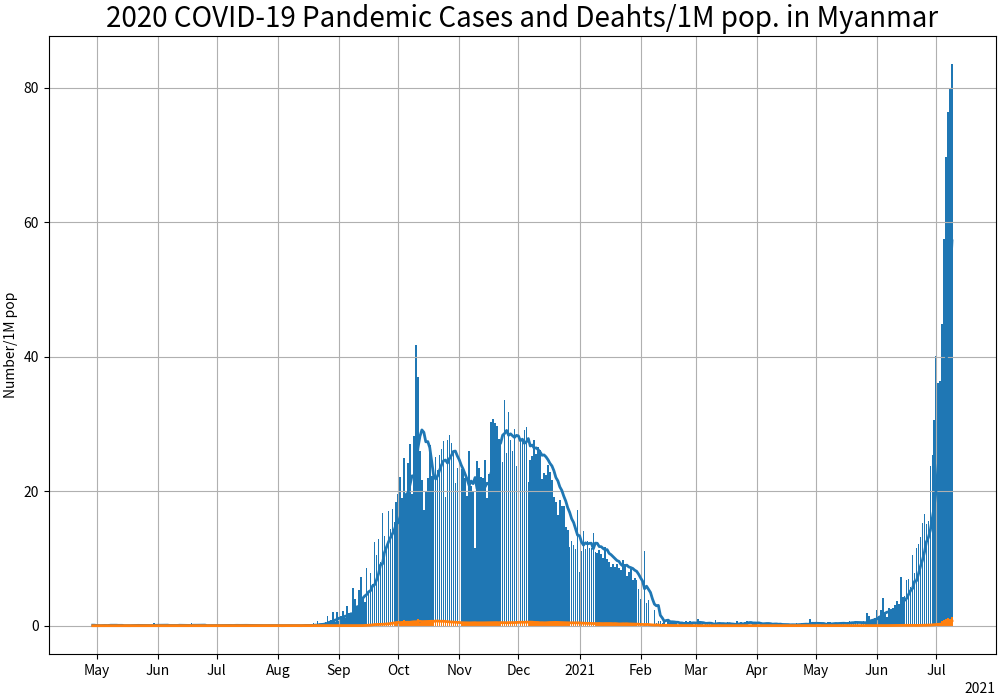 2020 COVID-19 Pandemic Cases and Deahts/1M pop. in Myanmar
Number/1M pop
80
60
40
20
0
May Jun Jul Aug Sep Oct Nov Dec 2021 Feb Mar Apr May Jun Jul
2021